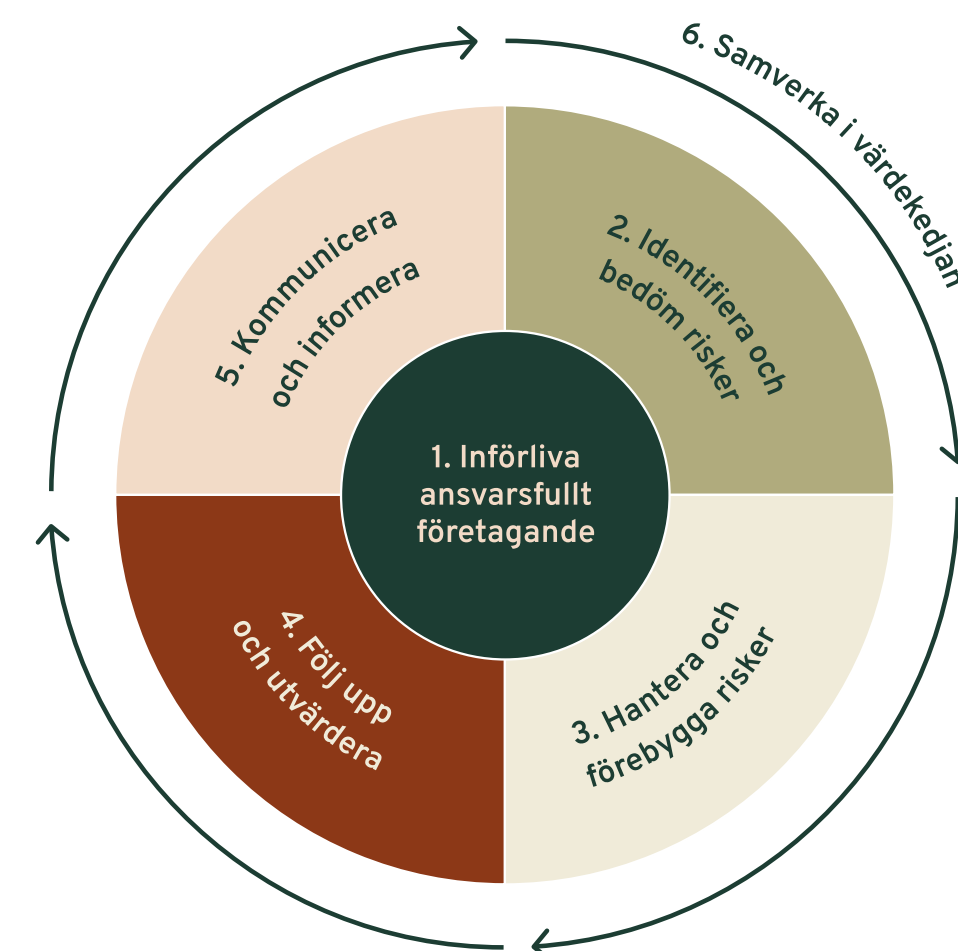 1. Införliva
ansvarsfullt
företagande
2. Identifiera och
bedöm risker
3. Hantera och
förebygga risker
4. Följ upp
och utvärdera
5. Kommunicera
och informera
6. Samverka i värdekedjan